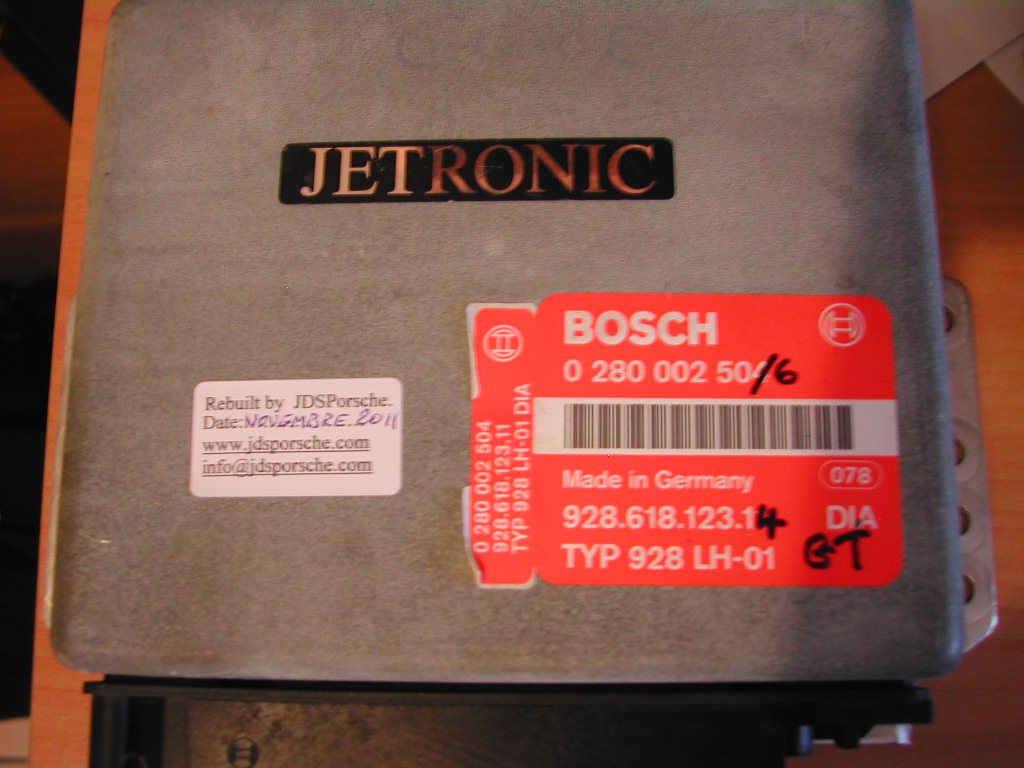 JETRONIC
BOSCH
0 280 002 504/6
Rebuilt by JDSPorsche.
Date: NOVEMBRE. 2011
www.jdsporsche.com
info@jdsporsche.com
0 280 002 504
928.618.123.11
TYP 928 LH-01 DIA
Made in Germany 078
928.618.123.14 DIA
TYP 928 LH-01 GT